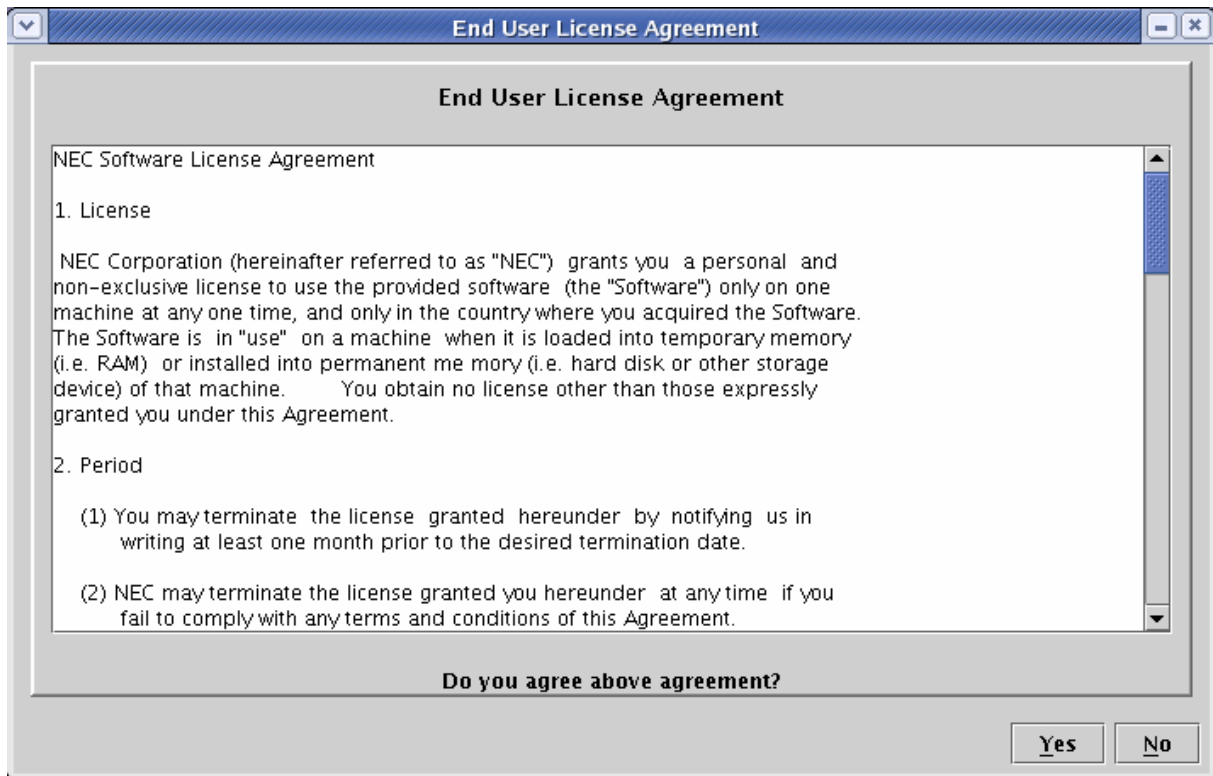 End User License Agreement
End User License Agreement
NEC Software License Agreement
1. License
NEC Corporation (hereinafter referred to as "NEC") grants you a personal and
non-exclusive license to use the provided software (the "Software") only on one
machine at any one time, and only in the country where you acquired the Software.
The Software is in "use" on a machine when it is loaded into temporary memory
(i.e. RAM) or installed into permanent me mory (i.e. hard disk or other storage
device) of that machine. You obtain no license other than those expressly
granted you under this Agreement.
2. Period
(1) You may terminate the license granted hereunder by notifying us in
writing at least one month prior to the desired termination date.
(2) NEC may terminate the license granted you hereunder at any time if you
fail to comply with any terms and conditions of this Agreement.
Do you agree above agreement?
Yes No